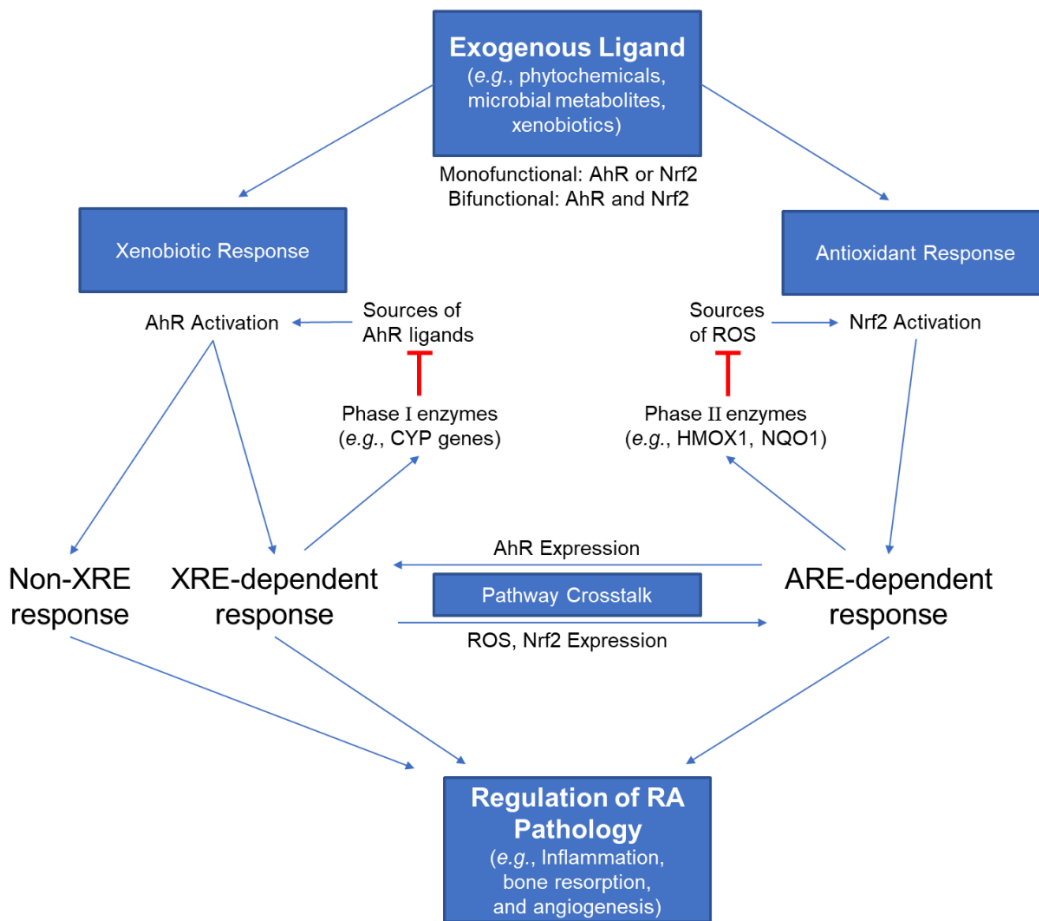 Exogenous Ligand
(e.g., phytochemicals,
microbial metabolites,
xenobiotics)
Monofunctional: AhR or Nrf2
Bifunctional: AhR and Nrf2
Xenobiotic Response
Antioxidant Response
AhR Activation
Sources of
AhR ligands
Sources
of ROS
Nrf2 Activation
Phase I enzymes
(e.g., CYP genes)
Phase II enzymes
(e.g., HMOX1, NQO1)
Non-XRE
response
XRE-dependent
response
AhR Expression
Pathway Crosstalk
ROS, Nrf2 Expression
ARE-dependent
response
Regulation of RA
Pathology
(e.g., Inflammation,
bone resorption,
and angiogenesis)